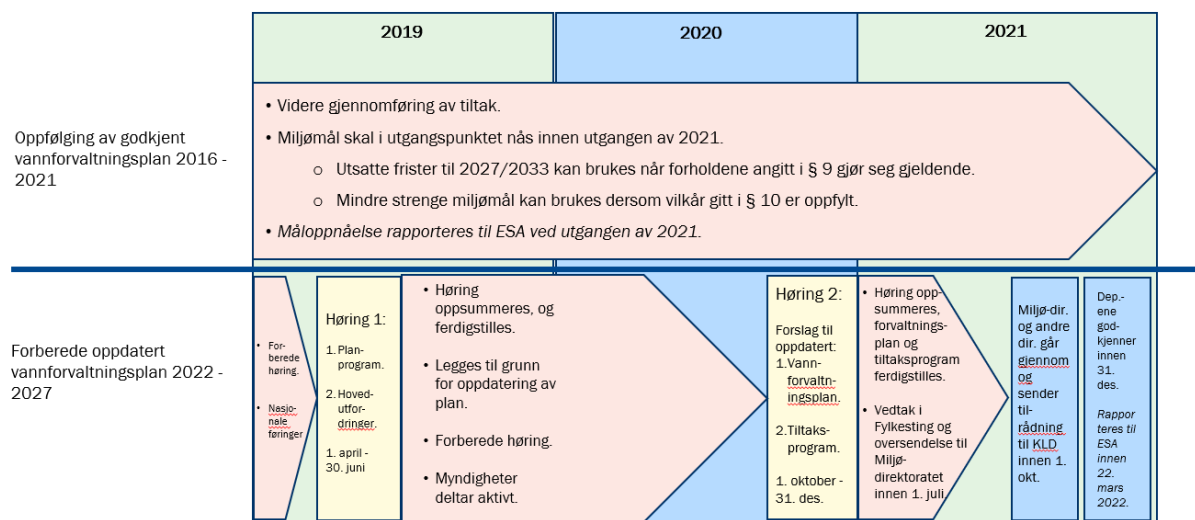 2019
2020
2021
Oppfølging av godkjent
vannforvaltningsplan 2016 -
2021
• Videre gjennomføring av tiltak.
• Miljømål skal i utgangspunktet nås innen utgangen av 2021.
o Utsatte frister til 2027/2033 kan brukes når forholdene angitt i § 9 gjør seg gjeldende.
o Mindre strenge miljømål kan brukes dersom vilkår gitt i § 10 er oppfylt.
• Måloppnåelse rapporteres til ESA ved utgangen av 2021.
Forberede oppdatert
vannforvaltningsplan 2022 -
2027
• For-
berede
høring.
• Nasjo-
nale
føringer
Høring 1:
1. Plan-
program.
2. Hoved-
utfor-
dringer.
1. april -
30. juni
• Høring
oppsummeres, og
ferdigstilles.
• Legges til grunn
for oppdatering av
plan.
• Forberede høring.
• Myndigheter
deltar aktivt.
Høring 2:
Forslag til
oppdatert:
1.Vann-
forvaltn-
ingsplan.
2.Tiltaks-
program.
1. oktober -
31. des.
• Høring opp-
summeres,
forvaltnings-
plan og
tiltaksprogram
ferdigstilles.
• Vedtak i
Fylkesting og
oversendelse til
Miljø-
direktoratet
innen 1. juli.
Miljø-dir.
og andre
dir. går
gjennom
og
sender
til-
rådning
til KLD
innen 1.
okt.
Dep.-
ene
god-
kjenner
innen
31.
des.
Rappor
teres til
ESA
innen
22.
mars
2022.